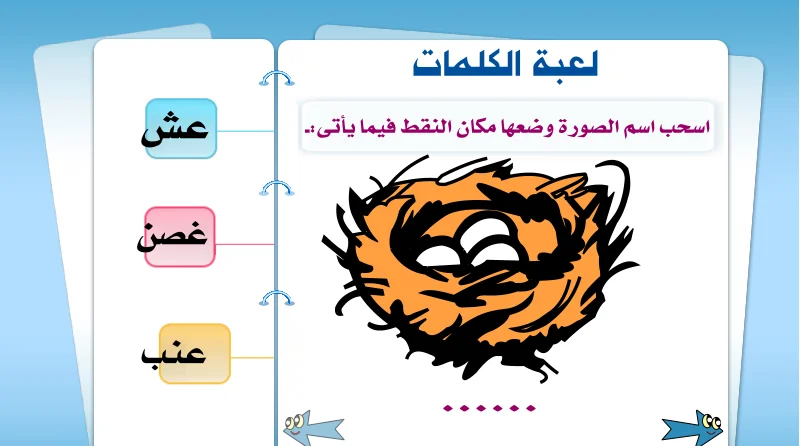 لعبة الكلمات
اسحب اسم الصورة وضعها مكان النقط فيما يأتى:ـ
عش
غصن
عنب
......